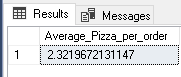 Results
Messages
Average_Pizza_per_order
1 2.3219672131147